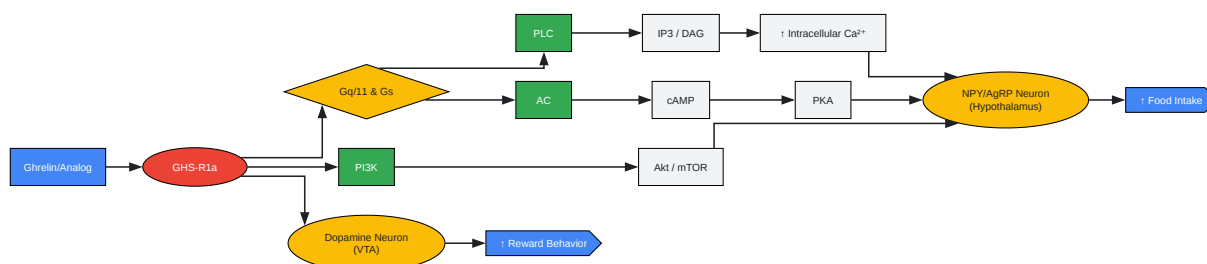 PLC
IP3 / DAG
↑ Intracellular Ca²⁺
Gq/11 & Gs
AC
cAMP
PKA
NPY/AgRP Neuron
(Hypothalamus)
↑ Food Intake
Ghrelin/Analog
GHS-R1a
PI3K
Akt / mTOR
Dopamine Neuron
(VTA)
↑ Reward Behavior